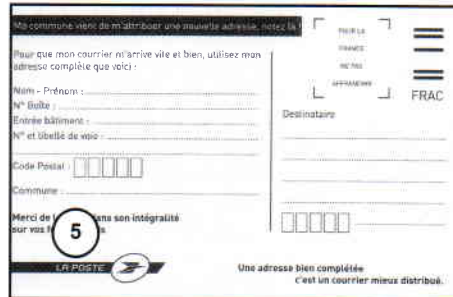 Ma commune vient de m'attribuer une nouvelle adresse, notez la !
Pour que mon courrier m'arrive vite et bien, utilisez mon
adresse complète que voici :
Nom - Prénom :
N° Boîte :
Entrée bâtiment :
N° et libellé de voie :
Code Postal :
Commune :
Merci de l dans son intégralité
sur vos f s
5
LA POSTE
POUR LA
FRANCE
NE PAS
AFFRANCHIR
FRAC
Destinataire
Une adresse bien complétée
c'est un courrier mieux distribué.